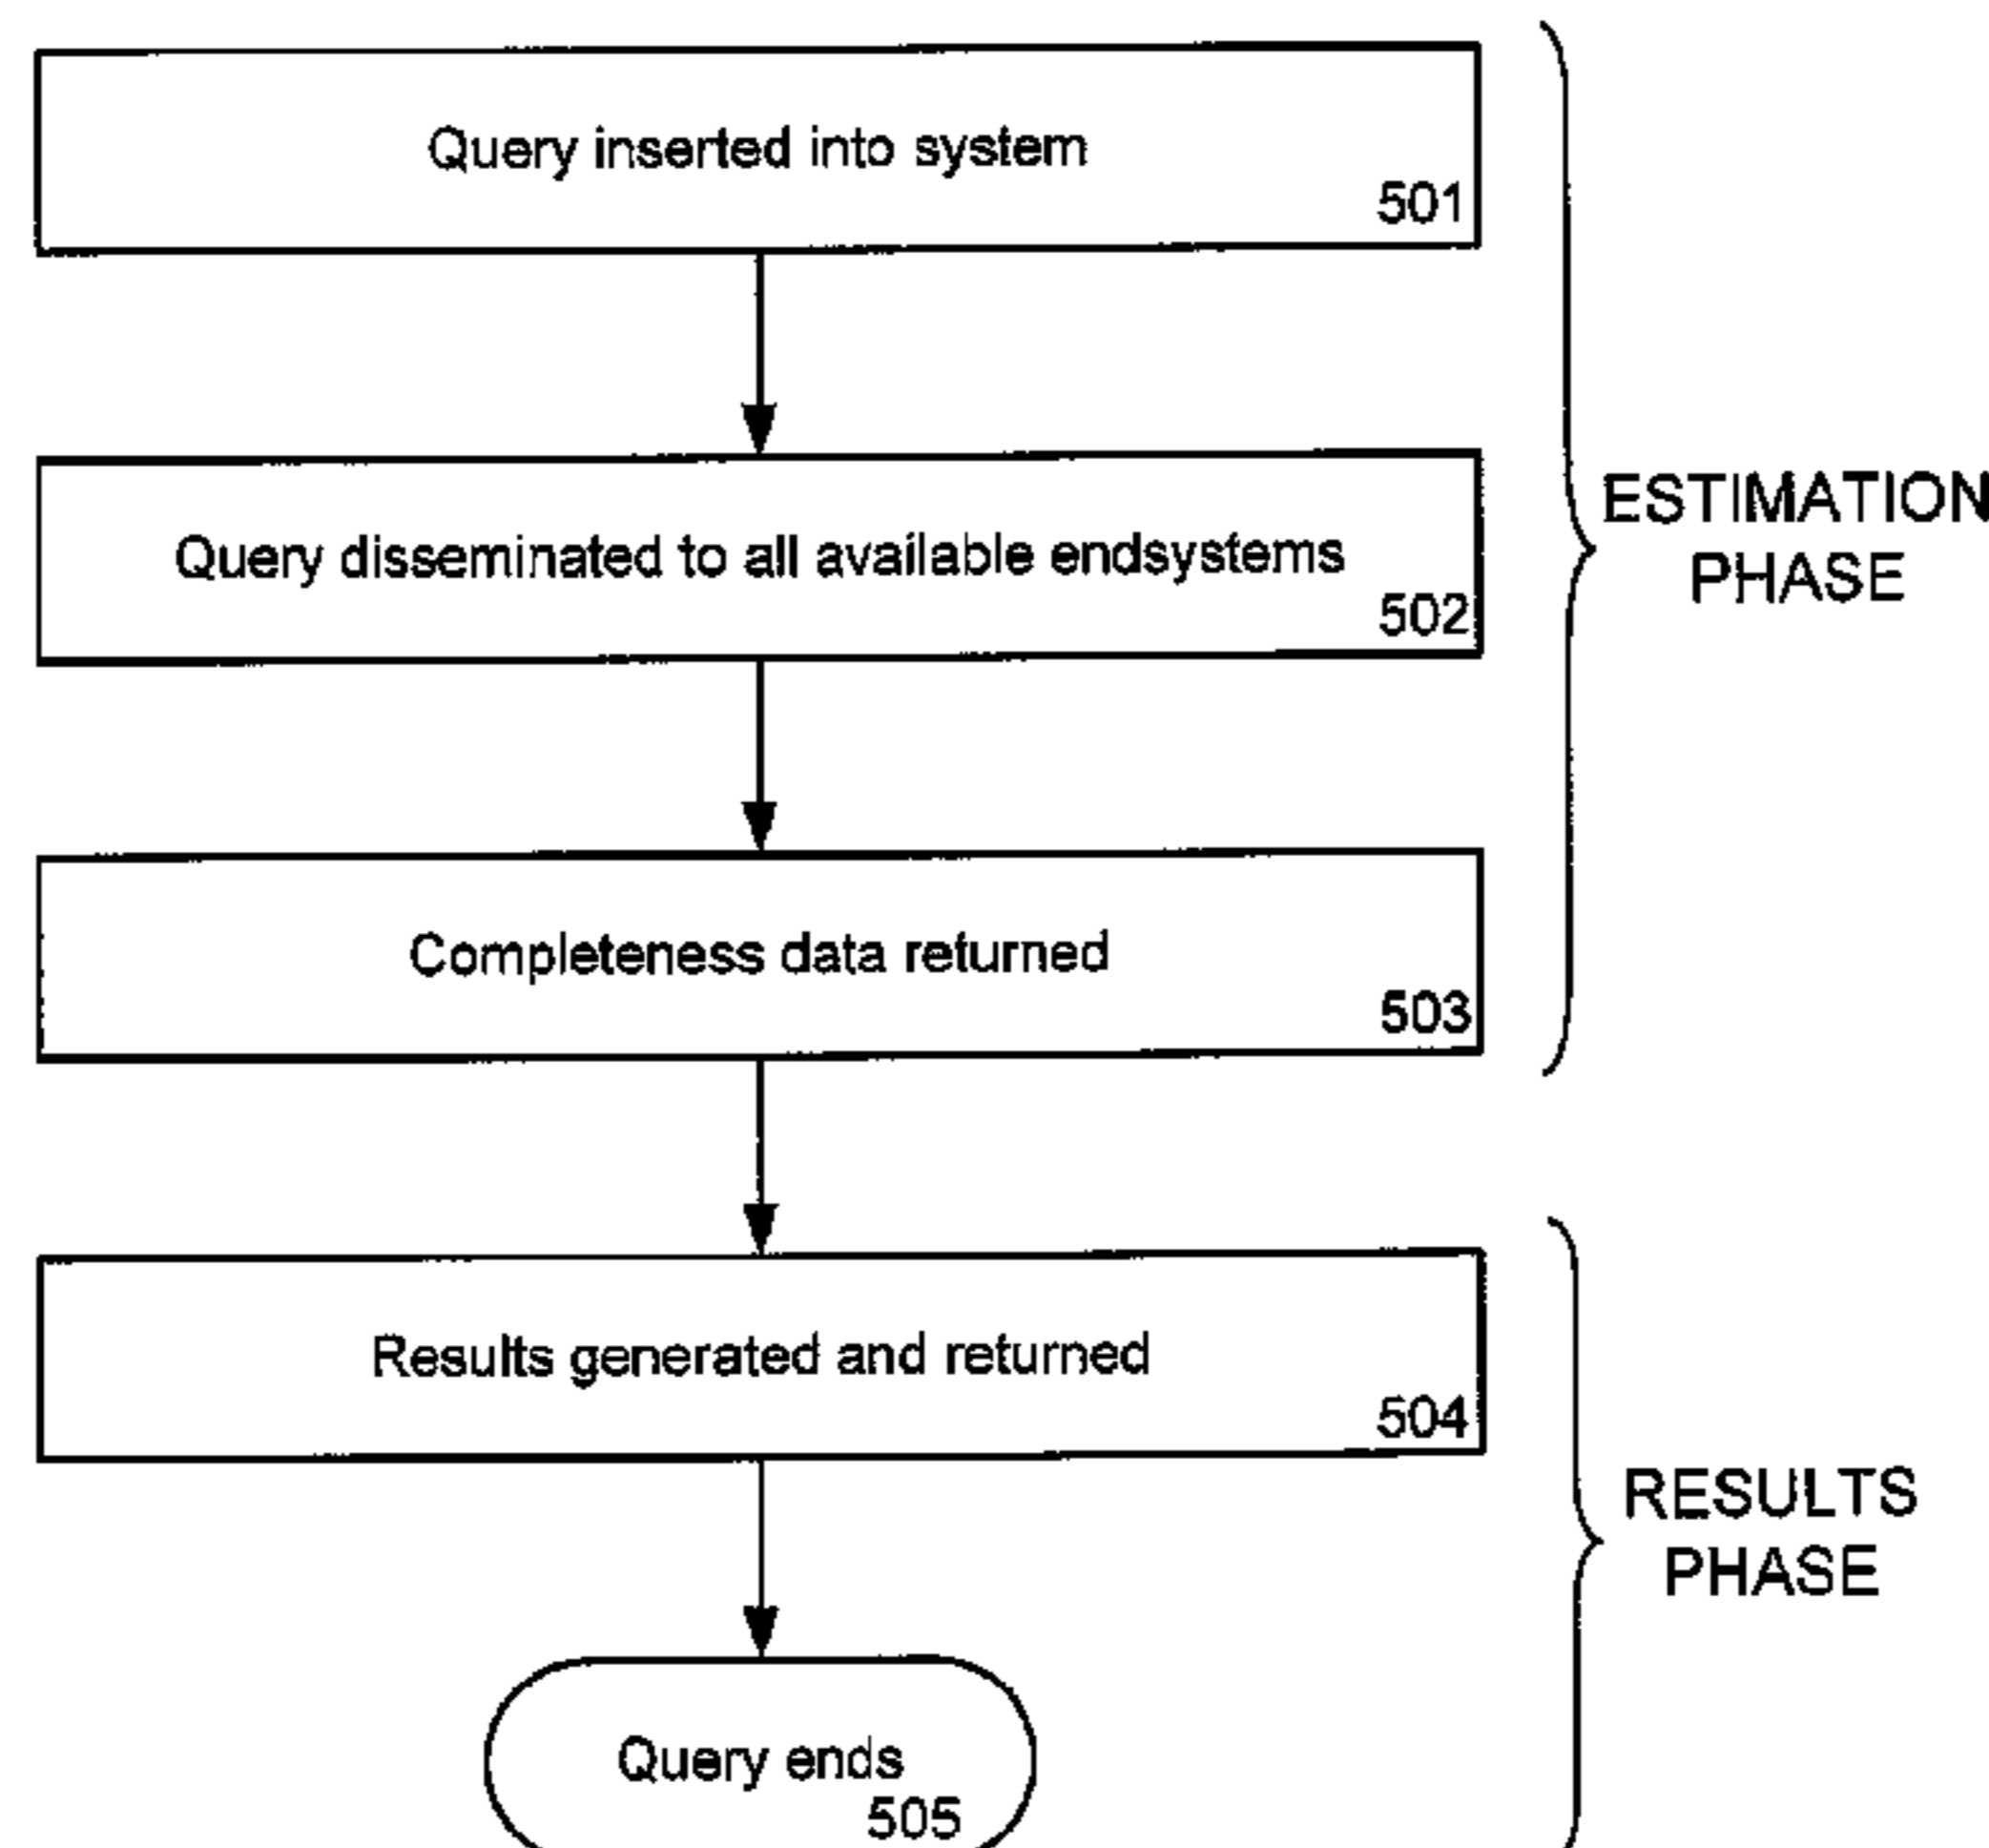 Query inserted into system
501
Query disseminated to all available endsystems
502
ESTIMATION
PHASE
Completeness data returned
503
Results generated and returned
504
RESULTS
PHASE
Query ends
505